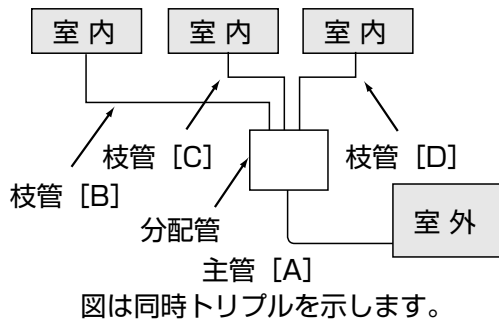 室内 室内 室内
枝管［C］ 枝管［D］
枝管［B］
分配管
室外
主管［A］
図は同時トリプルを示します。